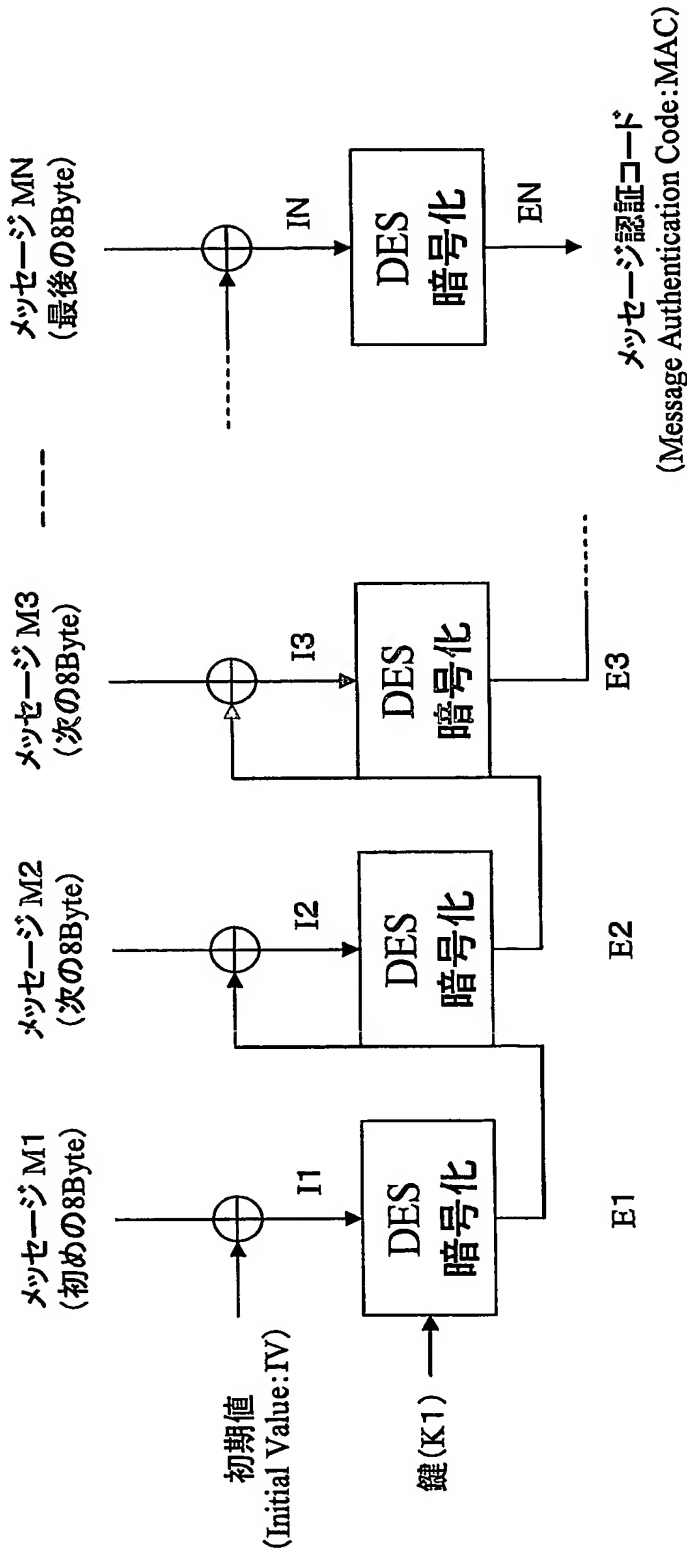 メッセージ M1
(初めの8Byte)
メッセージ M2
(次の8Byte)
メッセージ M3
(次の8Byte)
メッセージ MN
(最後の8Byte)
初期値
(Initial Value:IV)
I1
I2
I3
IN
鍵(K1)
DES
暗号化
DES
暗号化
DES
暗号化
DES
暗号化
E1
E2
E3
EN
メッセージ認証コード
(Message Authentication Code:MAC)